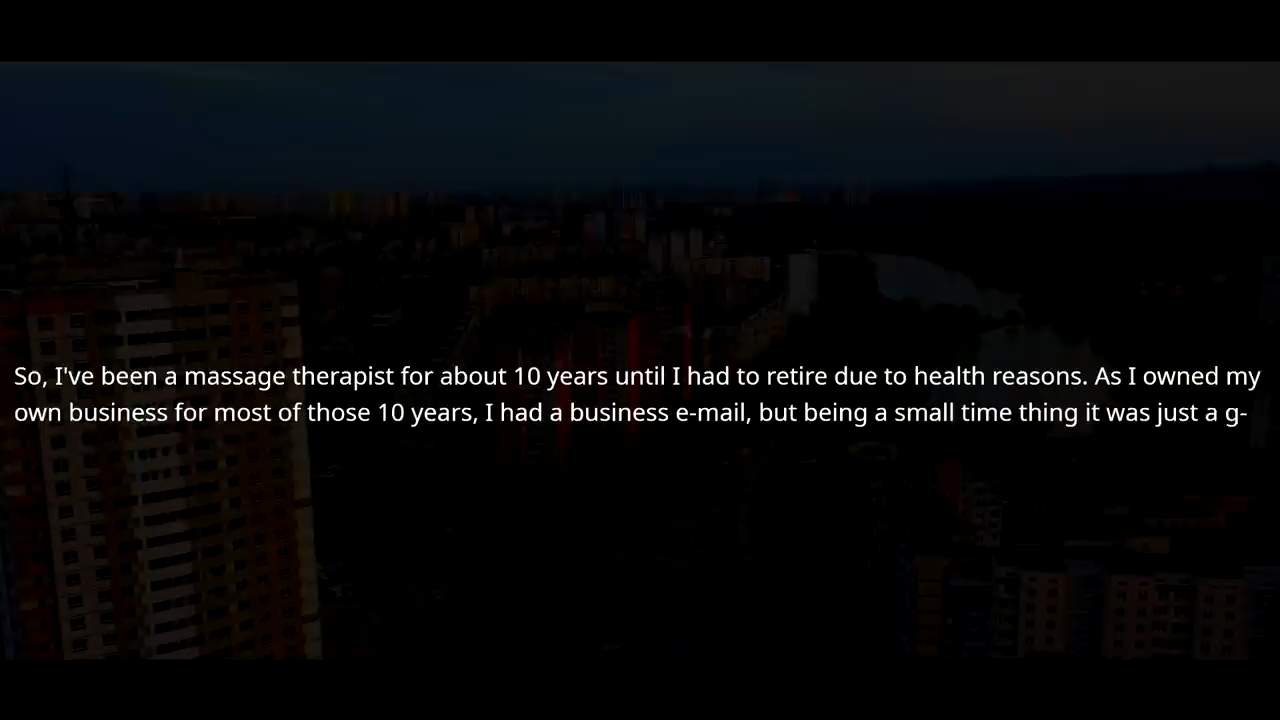 So, I've been a massage therapist for about 10 years until I had to retire due to health reasons. As I owned my
own business for most of those 10 years, I had a business e-mail, but being a small time thing it was just a g-